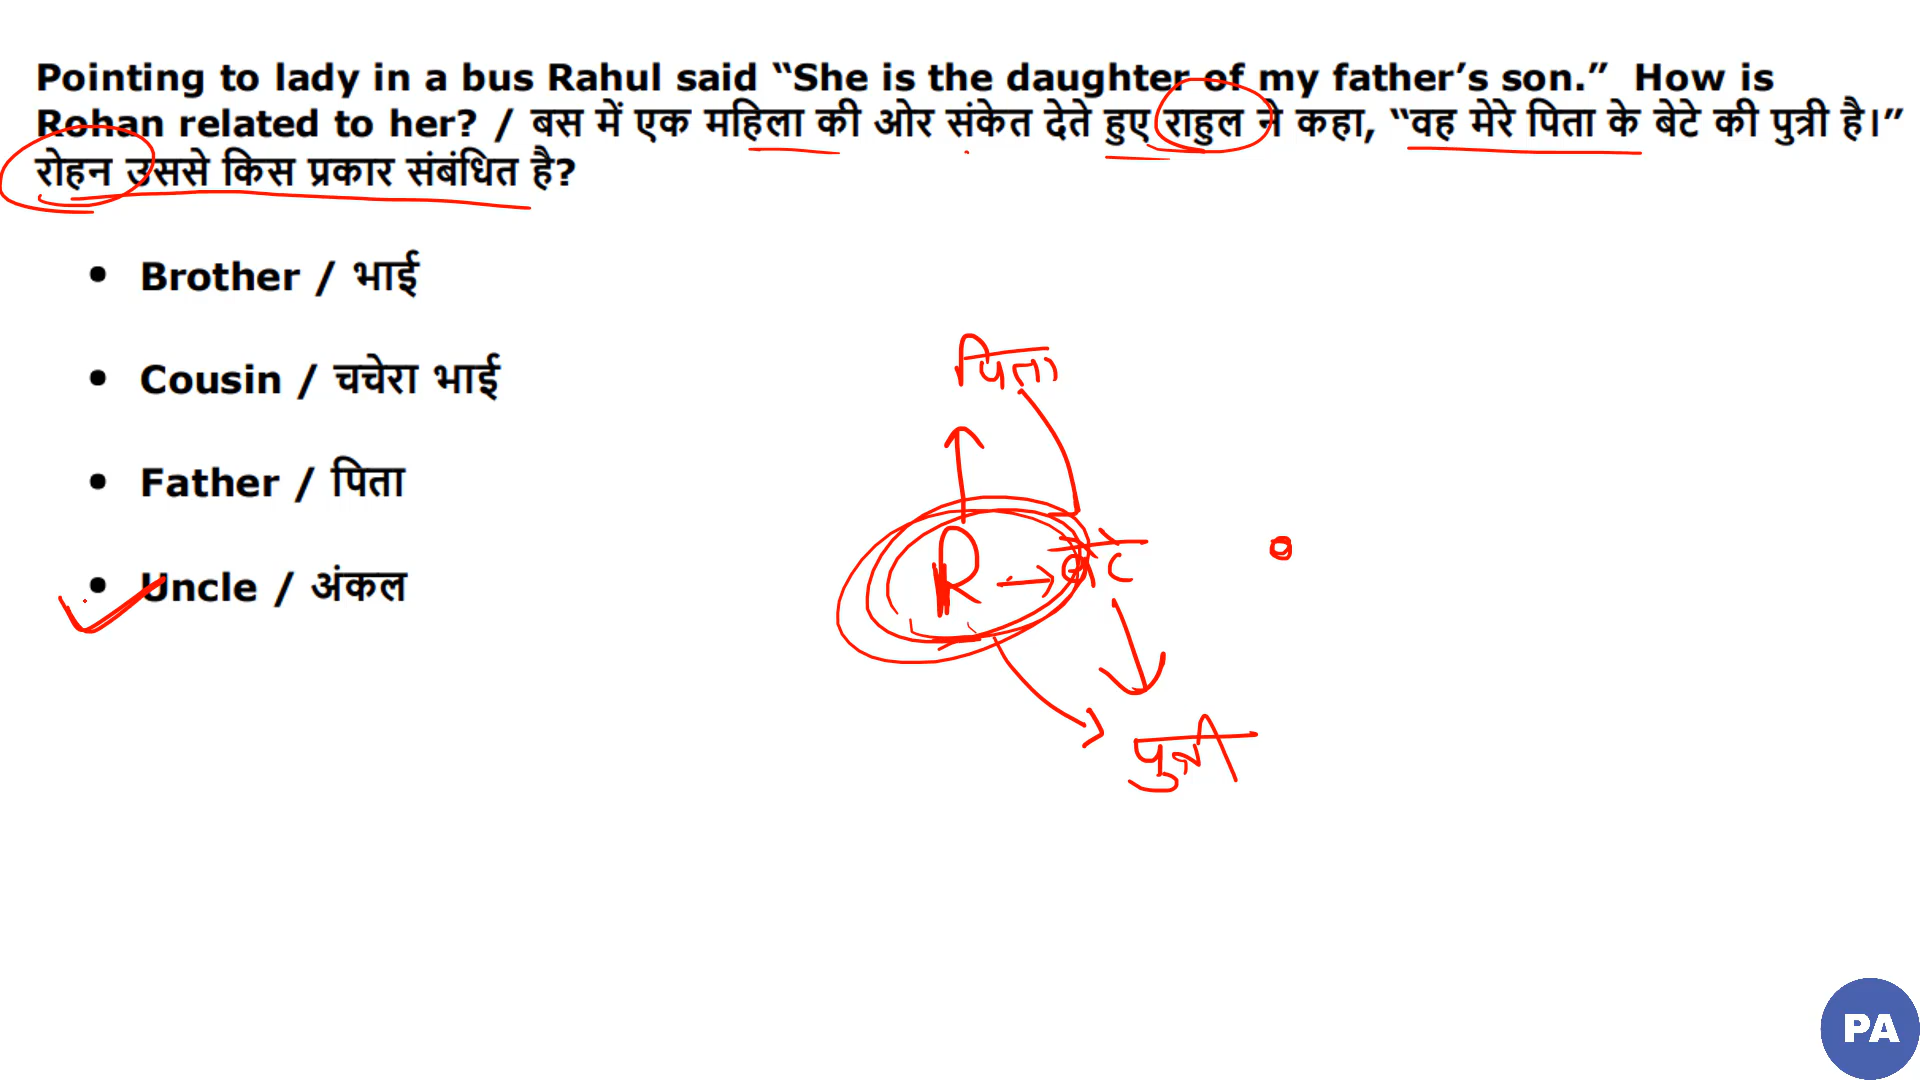 Pointing to lady in a bus Rahul said “She is the daughter of my father’s son.” How is
Rohan related to her? / बस में एक महिला की ओर संकेत देते हुए राहुल ने कहा, “वह मेरे पिता के बेटे की पुत्री है।”
रोहन उससे किस प्रकार संबंधित है?
• Brother / भाई
• Cousin / चचेरा भाई
• Father / पिता
• Uncle / अंकल
पिता
R →
पुत्री
PA